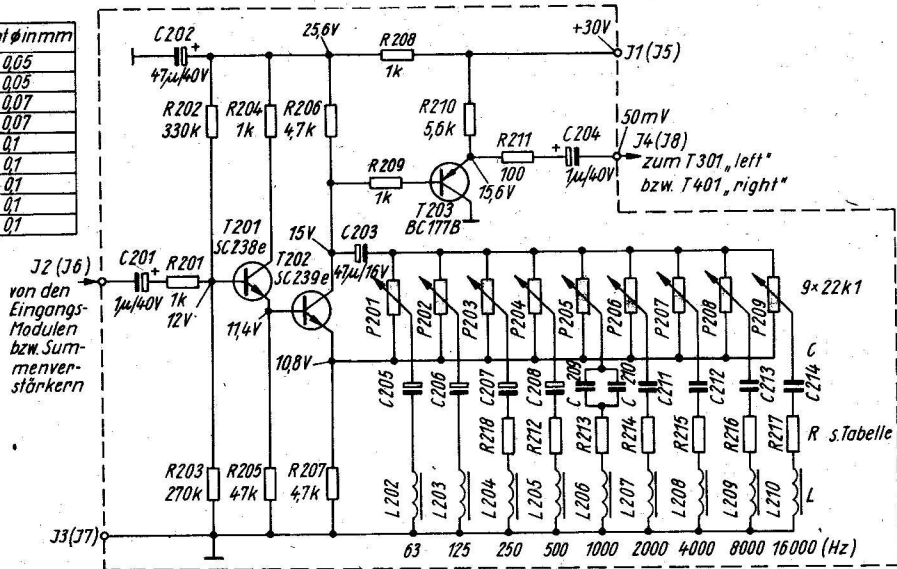 t ø in mm
0,05
0,05
0,07
0,07
0,1
0,1
0,1
0,1
0,1
C202
+
47µ/40V
25,6V
R208
1k
+30V
J1 (J5)
R202
330k
R204
1k
R206
4,7k
R210
5,6k
R211
100
C204
+
1µ/40V
50mV
J4 (J8)
zum T301 „left"
bzw. T401 „right"
R209
1k
15,6V
T203
BC177B
T201
SC238e
T202
SC239e
15V
C203
47µ/16V
J2 (J6)
von den
Eingangs-
Modulen
bzw. Sum-
menver-
stärkern
C201
+
1µ/40V
R201
1k
12V
11,4V
10,8V
P201
P202
P203
P204
P205
P206
P207
P208
P209
9×22k1
C205
C206
C207
C208
C209
C210
C211
C212
C213
C
C214
R218
R212
R213
R214
R215
R216
R217
R s. Tabelle
R203
270k
R205
47k
R207
4,7k
L202
L203
L204
L205
L206
L207
L208
L209
L210
L
J3 (J7)
63 125 250 500 1000 2000 4000 8000 16000 (Hz)